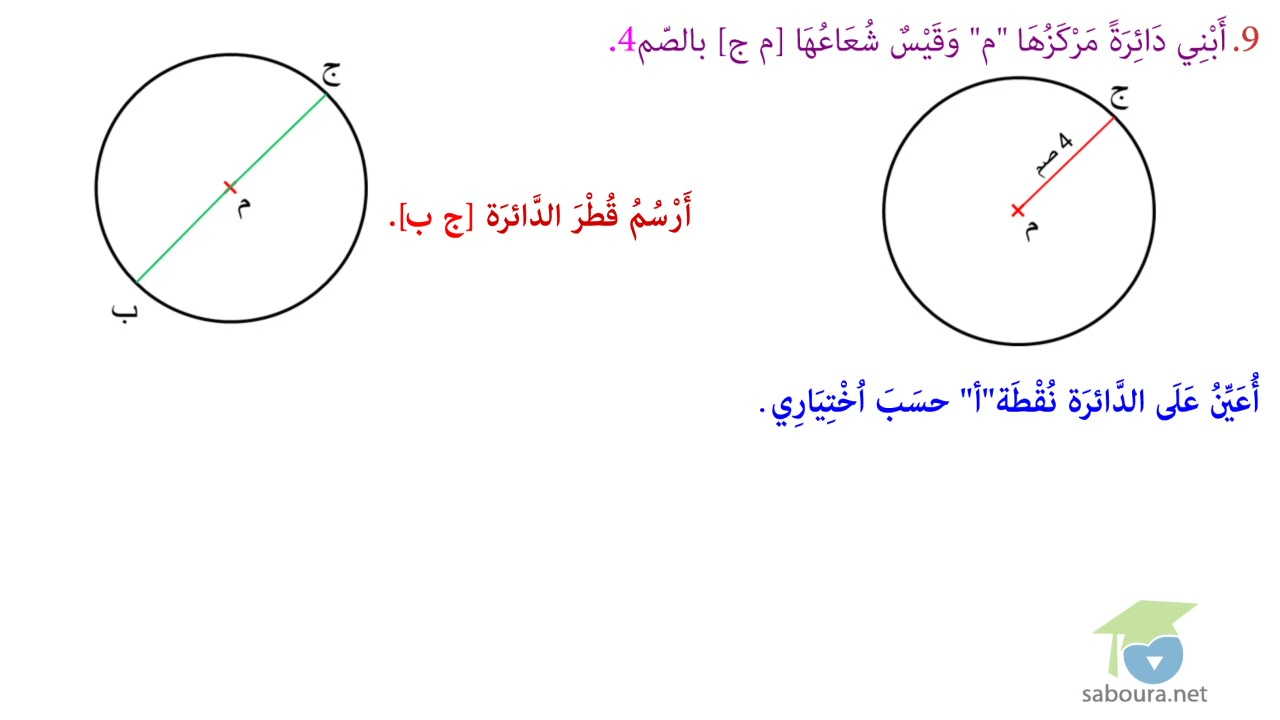 9. أَبْنِي دَائِرَةً مَرْكَزُهَا "م" وَقَيْسٌ شُعَاعُهَا [م ج] بالصّم4.
ج
4 صم
م
ج
م
ب
أَرْسُمُ قُطْرَ الدَّائرَة [ج ب].
أُعَيِّنُ عَلَى الدَّائرَة نُقْطَة"أ" حسَبَ اُخْتِيَارِي.
saboura.net